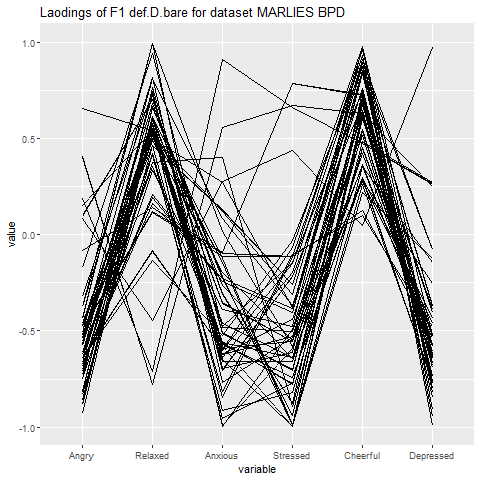 Laodings of F1 def.D.bare for dataset MARLIES BPD
1.0
0.5
0.0
-0.5
-1.0
value
Angry Relaxed Anxious Stressed Cheerful Depressed
variable